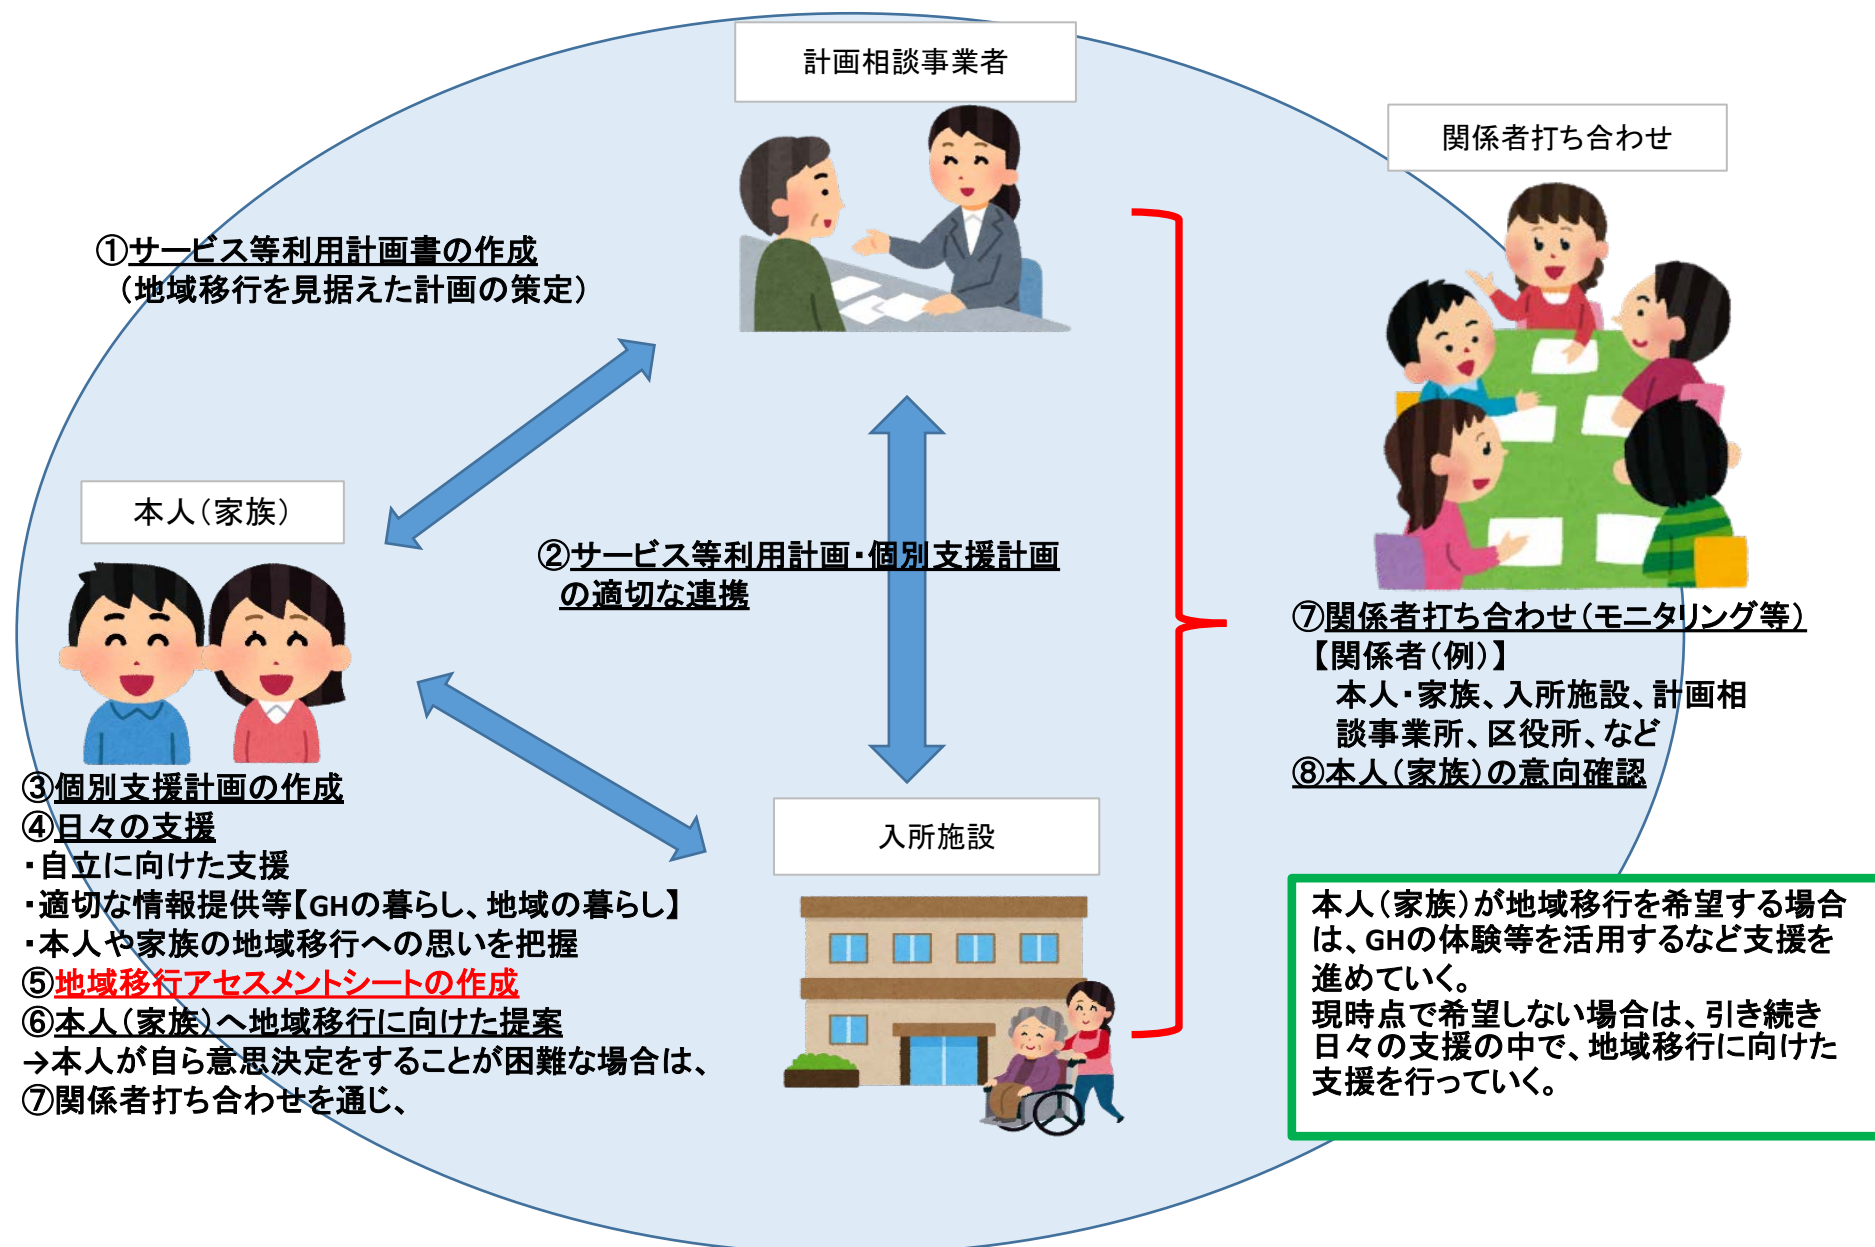 計画相談事業者
関係者打ち合わせ
①サービス等利用計画書の作成
（地域移行を見据えた計画の策定）
本人（家族）
②サービス等利用計画・個別支援計画
の適切な連携
③個別支援計画の作成
④日々の支援
・自立に向けた支援
・適切な情報提供等【GHの暮らし、地域の暮らし】
・本人や家族の地域移行への思いを把握
⑤地域移行アセスメントシートの作成
⑥本人（家族）へ地域移行に向けた提案
→本人が自ら意思決定をすることが困難な場合は、
⑦関係者打ち合わせを通じ、
入所施設
⑦関係者打ち合わせ（モニタリング等）
【関係者（例）】
本人・家族、入所施設、計画相
談事業所、区役所、など
⑧本人（家族）の意向確認
本人（家族）が地域移行を希望する場合
は、GHの体験等を活用するなど支援を
進めていく。
現時点で希望しない場合は、引き続き
日々の支援の中で、地域移行に向けた
支援を行っていく。